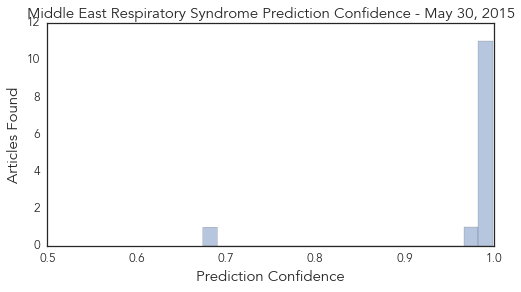 Middle East Respiratory Syndrome Prediction Confidence - May 30, 2015
12
10
8
6
4
2
0
Articles Found
0.5 0.6 0.7 0.8 0.9 1.0
Prediction Confidence